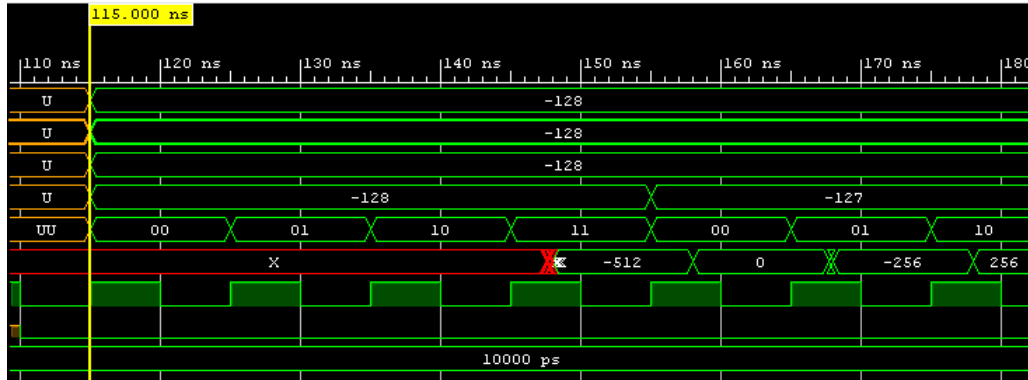 115.000 ns
110 ns 120 ns 130 ns 140 ns 150 ns 160 ns 170 ns 180
U -128
U -128
U -128
U -128 -127
UU 00 01 10 11 00 01 10
X -512 0 -256 256
10000 ps